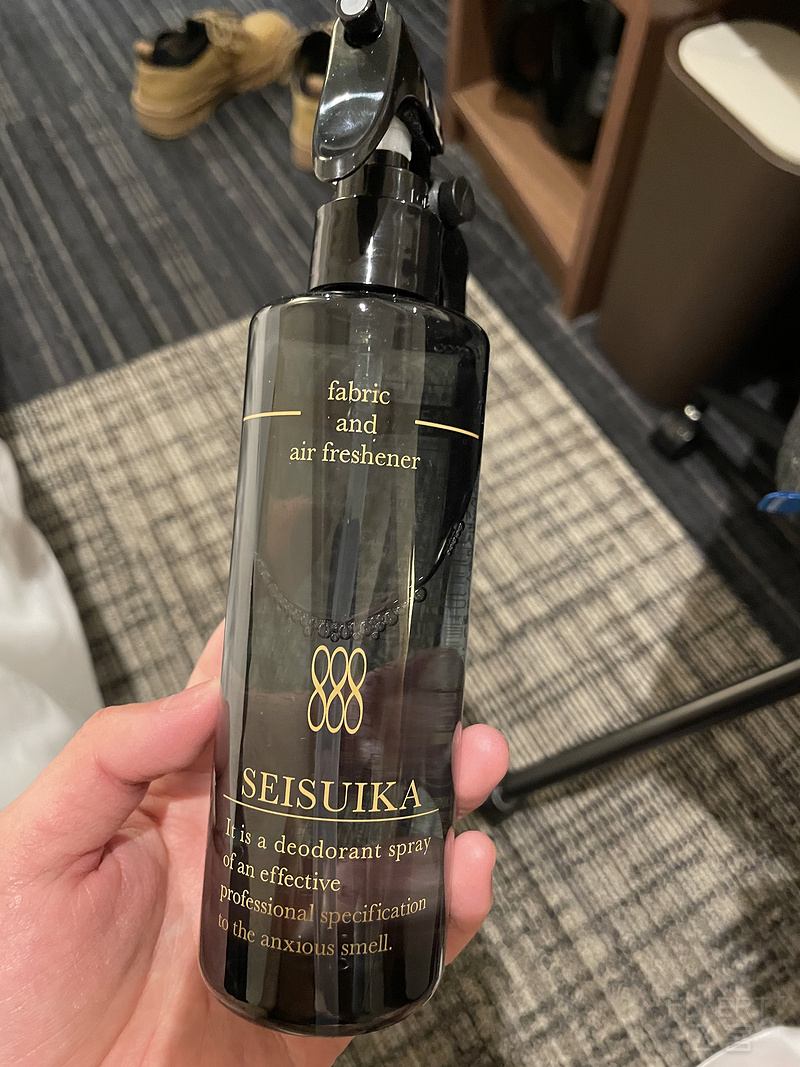 fabric
and
air freshener
SEISUIKA
It is a deodorant spray
of an effective
professional specification
to the anxious smell.